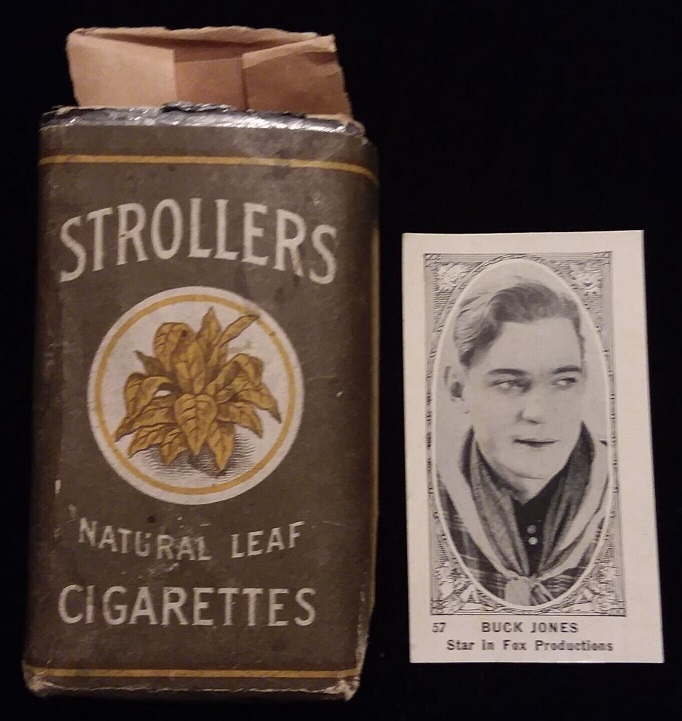 STROLLERS
NATURAL LEAF
CIGARETTES
57 BUCK JONES
Star in Fox Productions